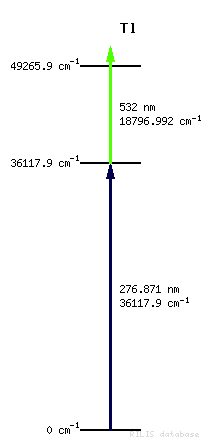 Tl
49265.9 cm⁻¹
532 nm
18796.992 cm⁻¹
36117.9 cm⁻¹
276.871 nm
36117.9 cm⁻¹
0 cm⁻¹
RILIS database